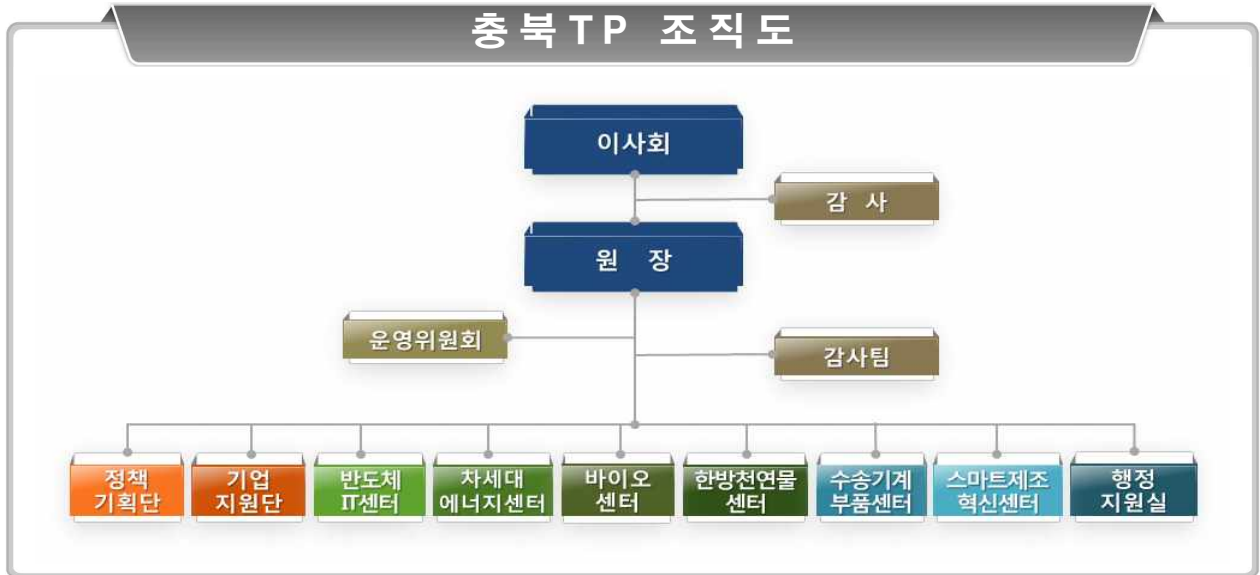 충북TP 조직도
이사회
감 사
원 장
운영위원회
감사팀
정책
기획단
기업
지원단
반도체
IT센터
차세대
에너지센터
바이오
센터
한방천연물
센터
수송기계
부품센터
스마트제조
혁신센터
행정
지원실